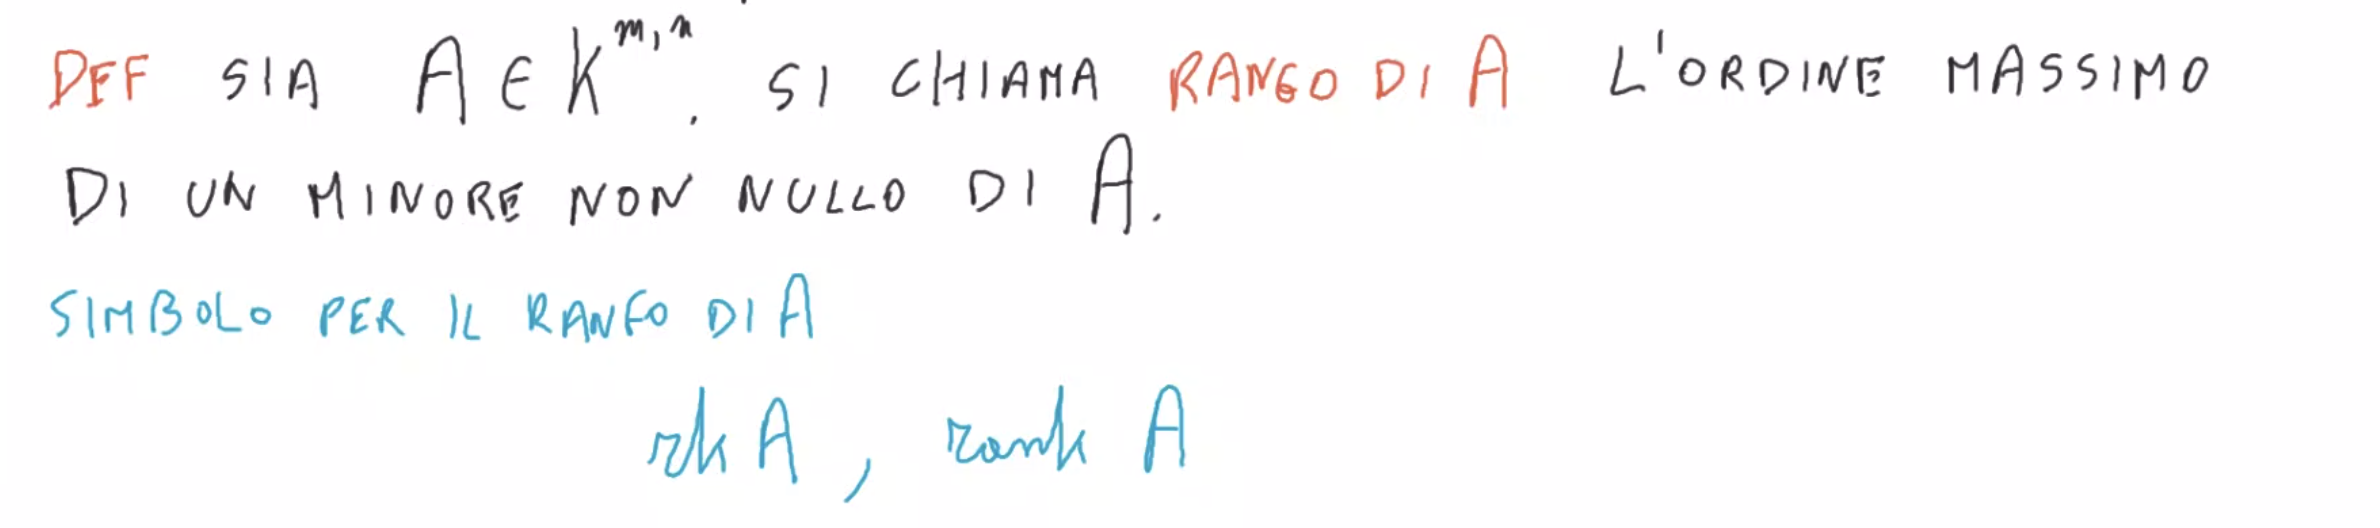 DEF SIA A ∈ K^{m,n}. SI CHIAMA RANGO DI A L'ORDINE MASSIMO
DI UN MINORE NON NULLO DI A.
SIMBOLO PER IL RANGO DI A
rk A, rank A